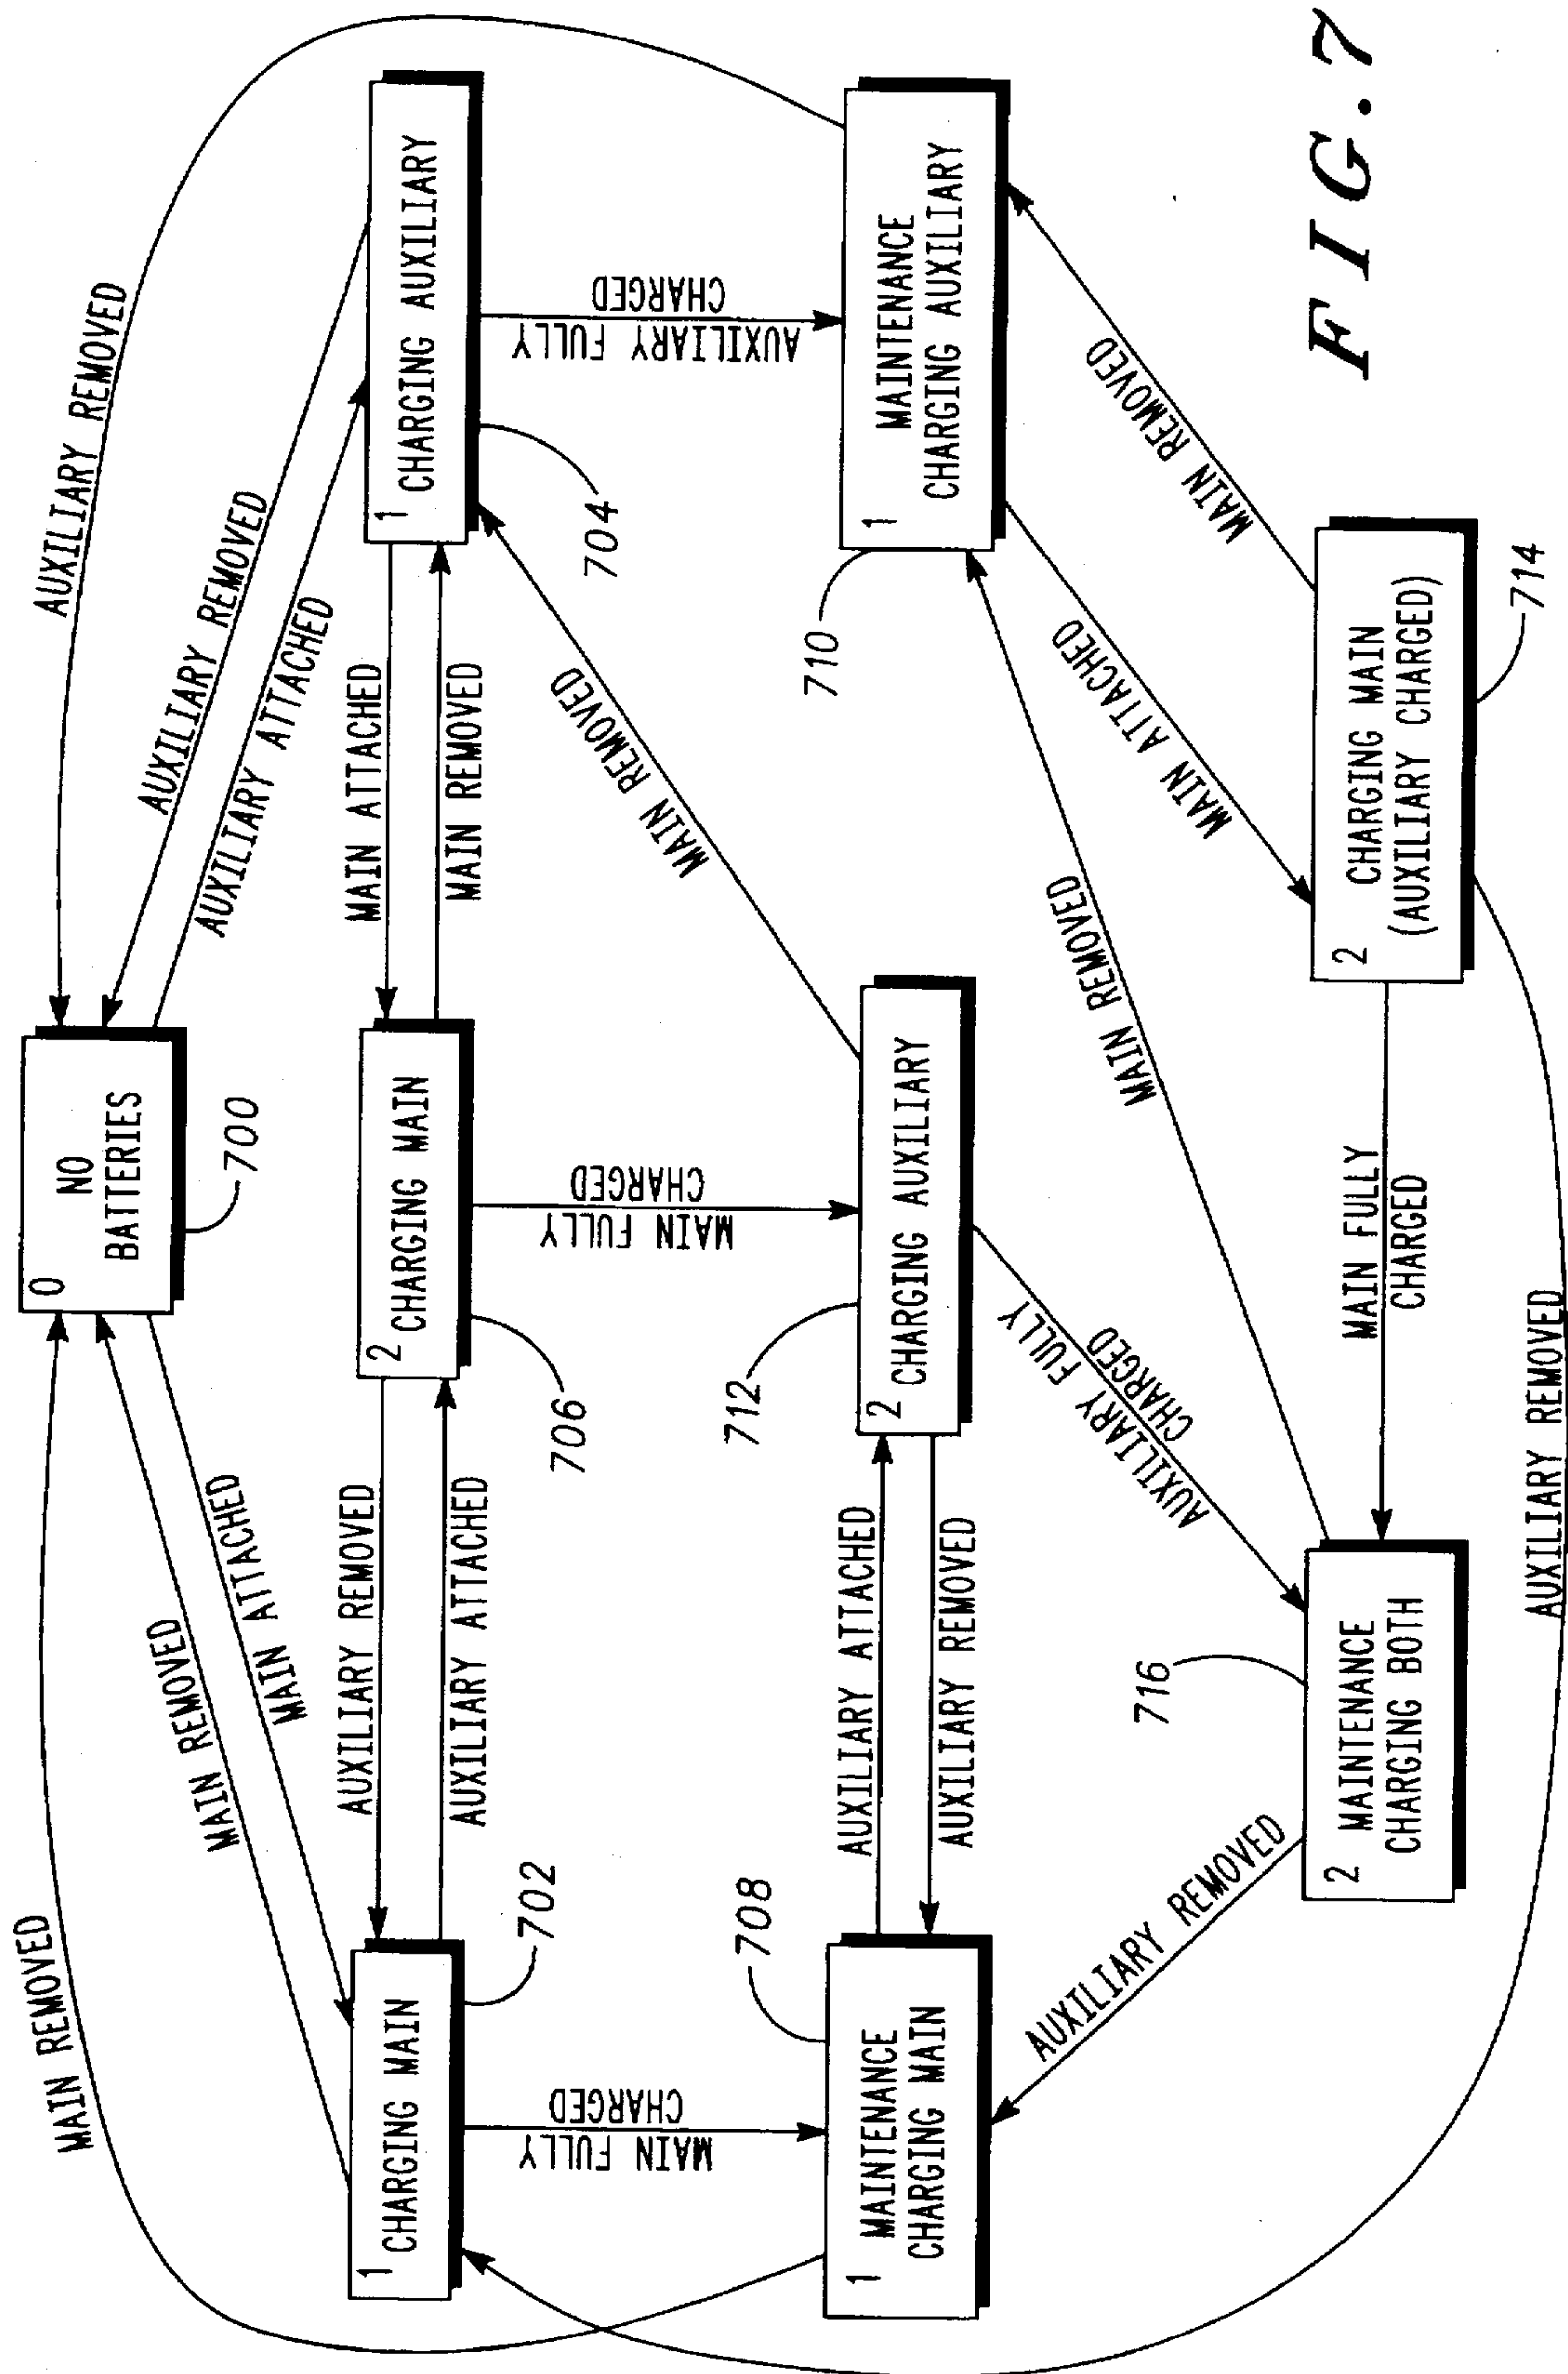 MAIN REMOVED
0
NO
BATTERIES
700
AUXILIARY REMOVED
MAIN REMOVED
MAIN ATTACHED
AUXILIARY REMOVED
AUXILIARY ATTACHED
1
CHARGING MAIN
702
AUXILIARY REMOVED
AUXILIARY ATTACHED
2
CHARGING MAIN
706
MAIN ATTACHED
MAIN REMOVED
1
CHARGING AUXILIARY
704
MAIN FULLY
CHARGED
MAIN FULLY
CHARGED
MAIN REMOVED
AUXILIARY FULLY
CHARGED
708
1
MAINTENANCE
CHARGING MAIN
AUXILIARY ATTACHED
AUXILIARY REMOVED
712
2
CHARGING AUXILIARY
710
1
MAINTENANCE
CHARGING AUXILIARY
AUXILIARY REMOVED
716
AUXILIARY FULLY
CHARGED
MAIN REMOVED
MAIN ATTACHED
MAIN REMOVED
2
MAINTENANCE
CHARGING BOTH
MAIN FULLY
CHARGED
2
CHARGING MAIN
(AUXILIARY CHARGED)
714
AUXILIARY REMOVED
FIG.7